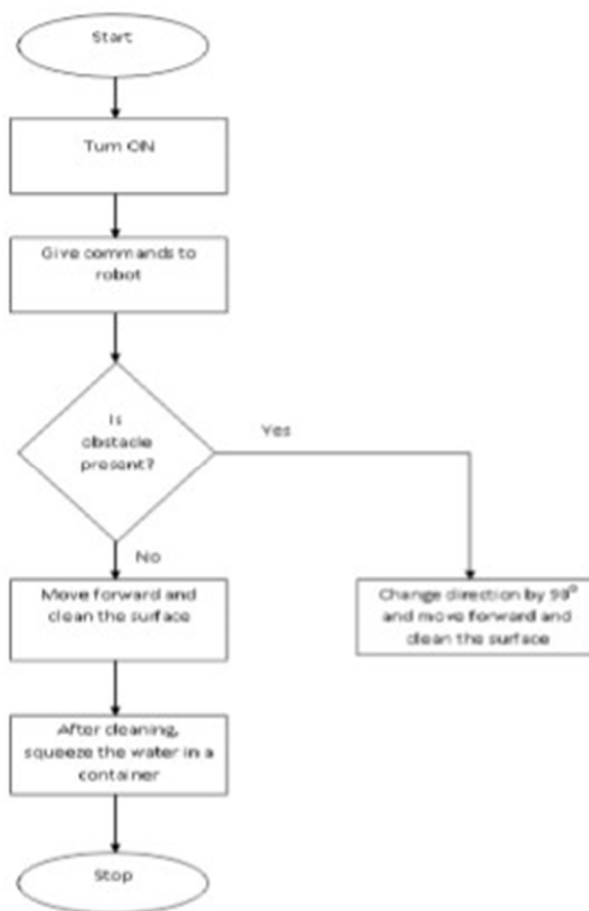 Start
Turn ON
Give commands to
robot
Is
obstacle
present?
Yes
No
Move forward and
clean the surface
Change direction by 90°
and move forward and
clean the surface
After cleaning,
squeeze the water in a
container
Stop